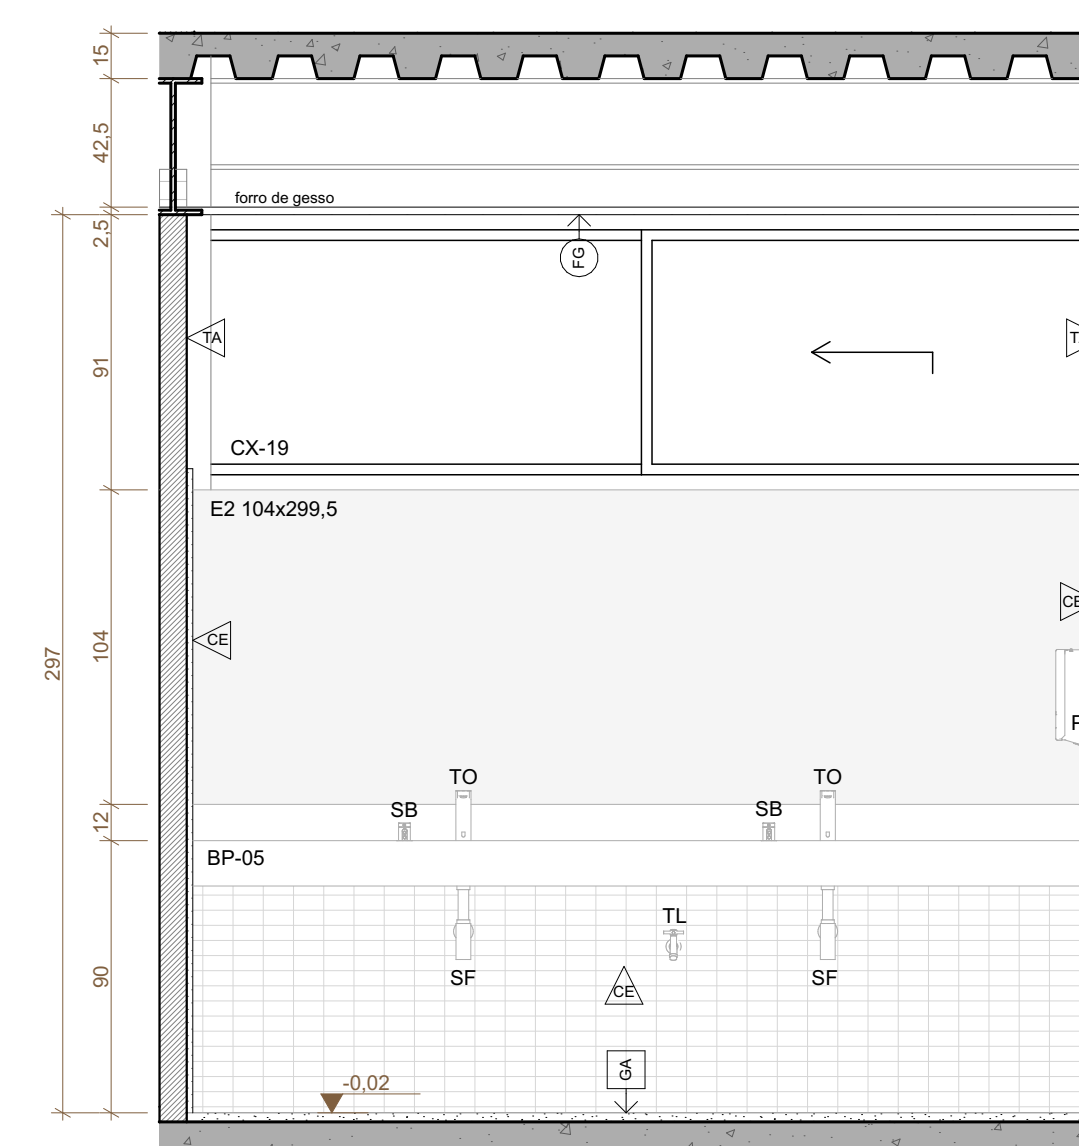 15
42,5
forro de gesso
2,5
FG
TA
91
CX-19
E2 104x299,5
CE
104
297
TO
TO
SB
SB
12
BP-05
TL
SF
SF
90
CE
GA
-0,02